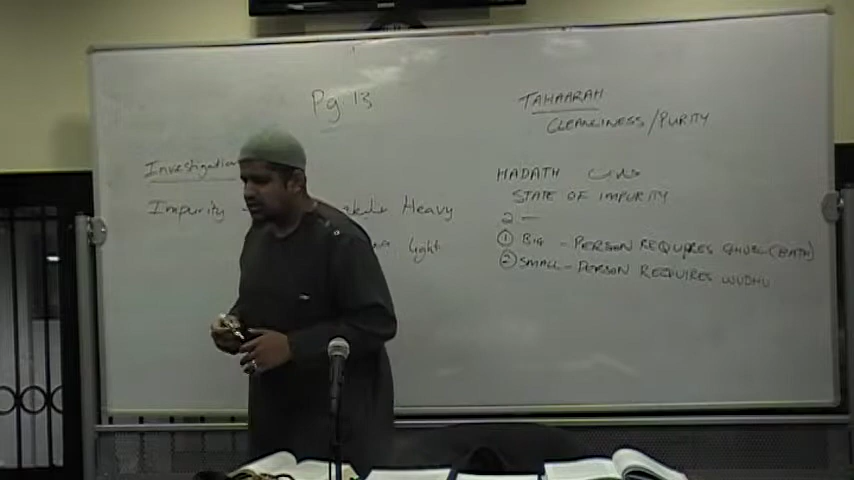 Pg. 13
Investigation
Impurity
Heavy
light
TAHAARAH
CLEANLINESS/PURITY
HADATH حدث
STATE OF IMPURITY
2 —
① BIG - PERSON REQUIRES GHUSL (BATH)
② SMALL - PERSON REQUIRES WUDHU